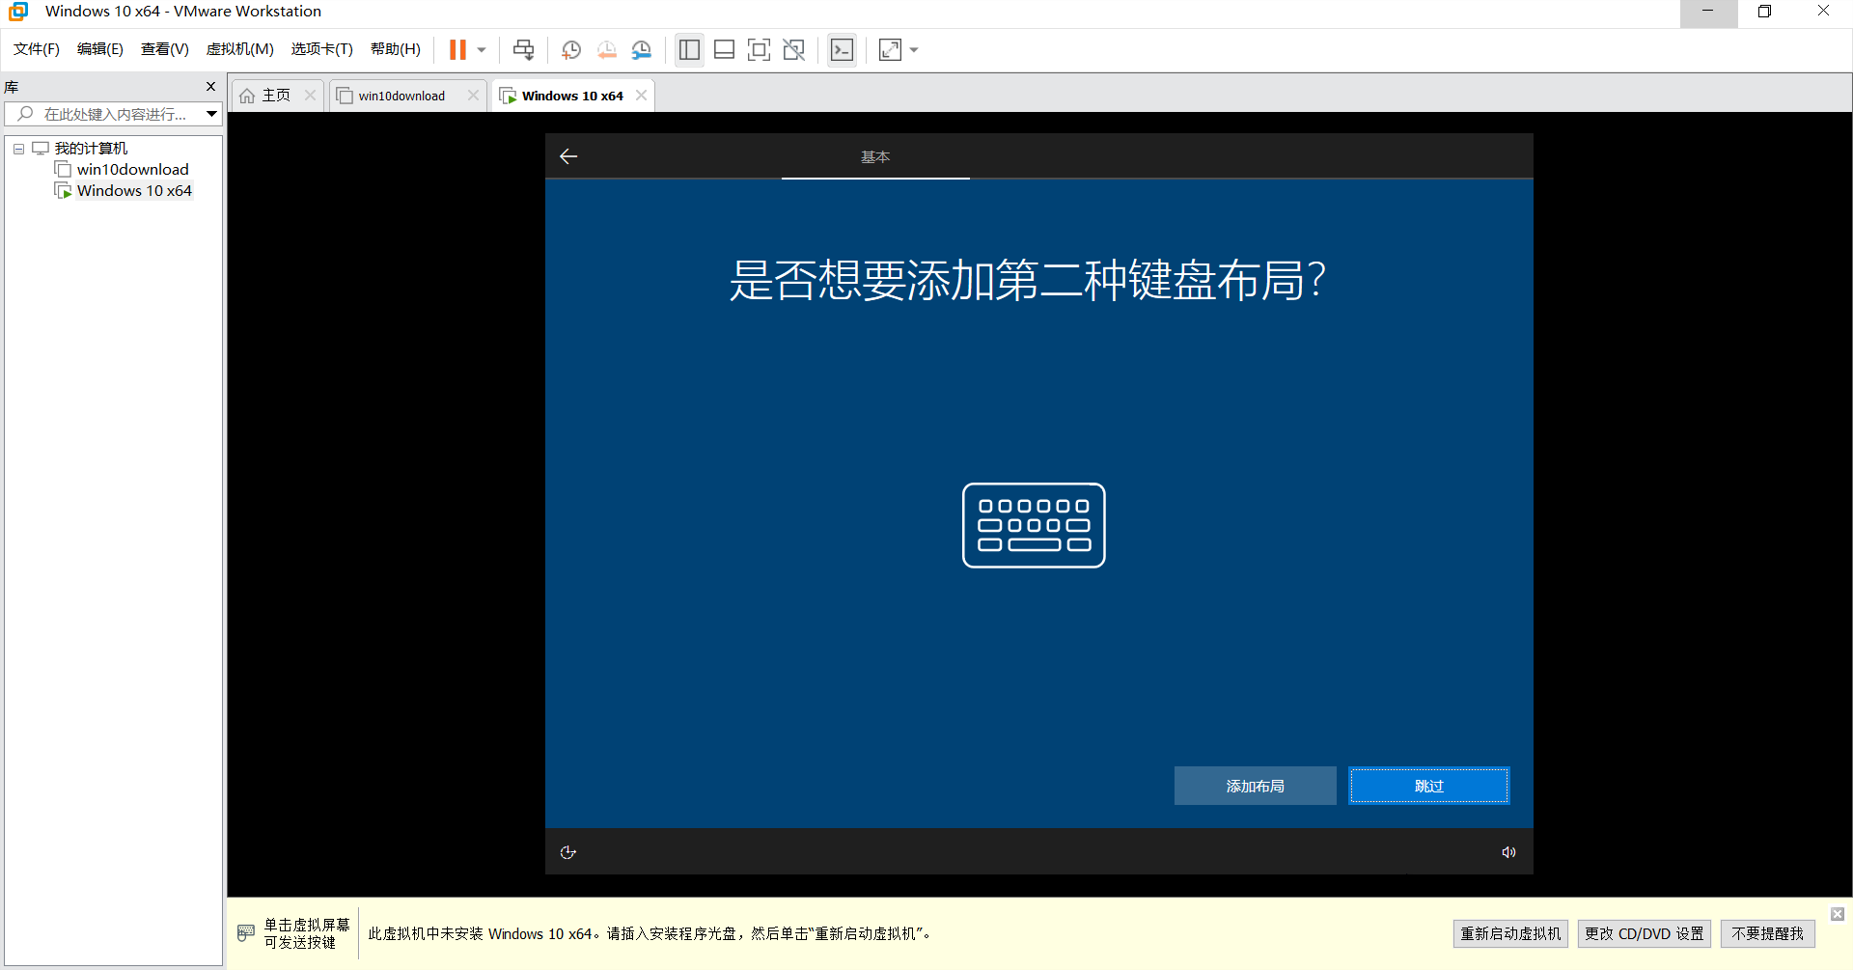 Windows 10 x64 - VMware Workstation
文件(F) 编辑(E) 查看(V) 虚拟机(M) 选项卡(T) 帮助(H)
库
在此处键入内容进行...
我的计算机
win10download
Windows 10 x64
主页 win10download Windows 10 x64
基本
是否想要添加第二种键盘布局?
添加布局 跳过
单击虚拟屏幕
可发送按键
此虚拟机中未安装 Windows 10 x64。请插入安装程序光盘，然后单击“重新启动虚拟机”。
重新启动虚拟机 更改 CD/DVD 设置 不要提醒我